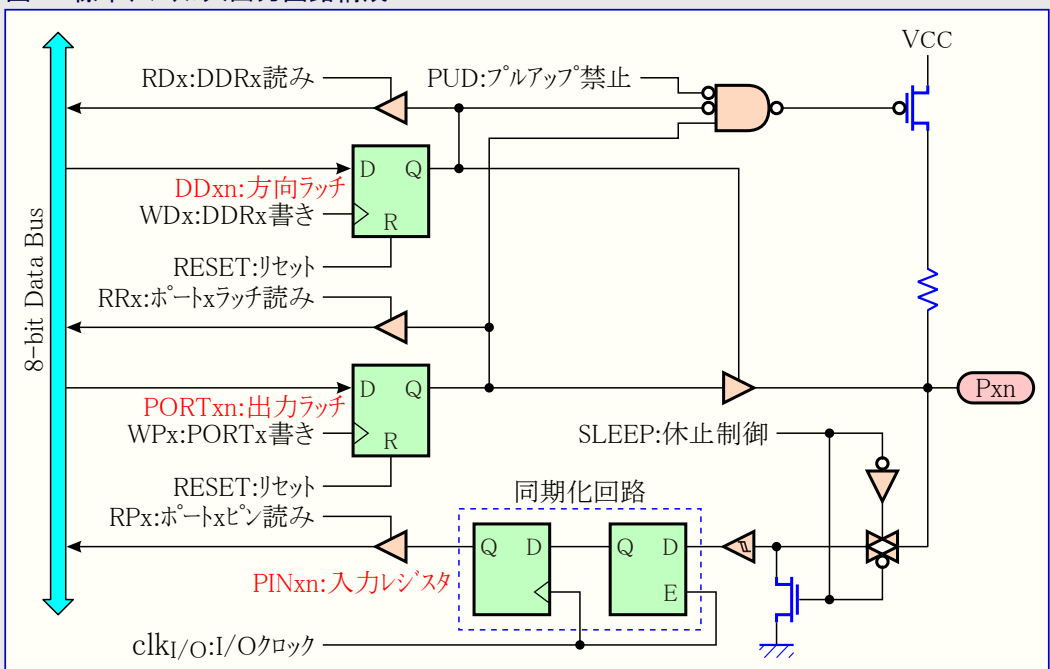 VCC
RDx:DDRx読み
PUD:プルアップ禁止
D Q
DDxn:方向ラッチ
WDx:DDRx書き
R
RESET:リセット
RRx:ポートxラッチ読み
8-bit Data Bus
D Q
PORTxn:出力ラッチ
WPx:PORTx書き
R
Pxn
SLEEP:休止制御
RESET:リセット
同期化回路
RPx:ポートxピン読み
Q D
Q D
PINxn:入力レジスタ
E
clkI/O:I/Oクロック